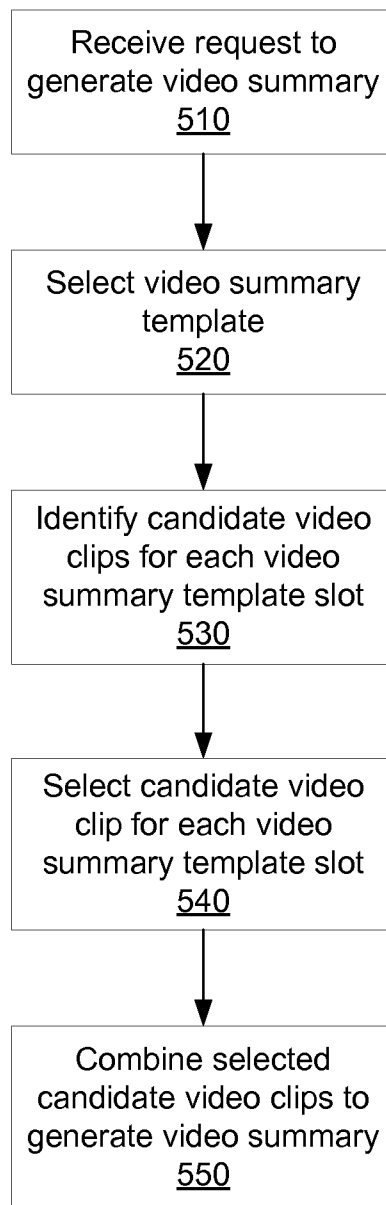 Receive request to
generate video summary
510
Select video summary
template
520
Identify candidate video
clips for each video
summary template slot
530
Select candidate video
clip for each video
summary template slot
540
Combine selected
candidate video clips to
generate video summary
550